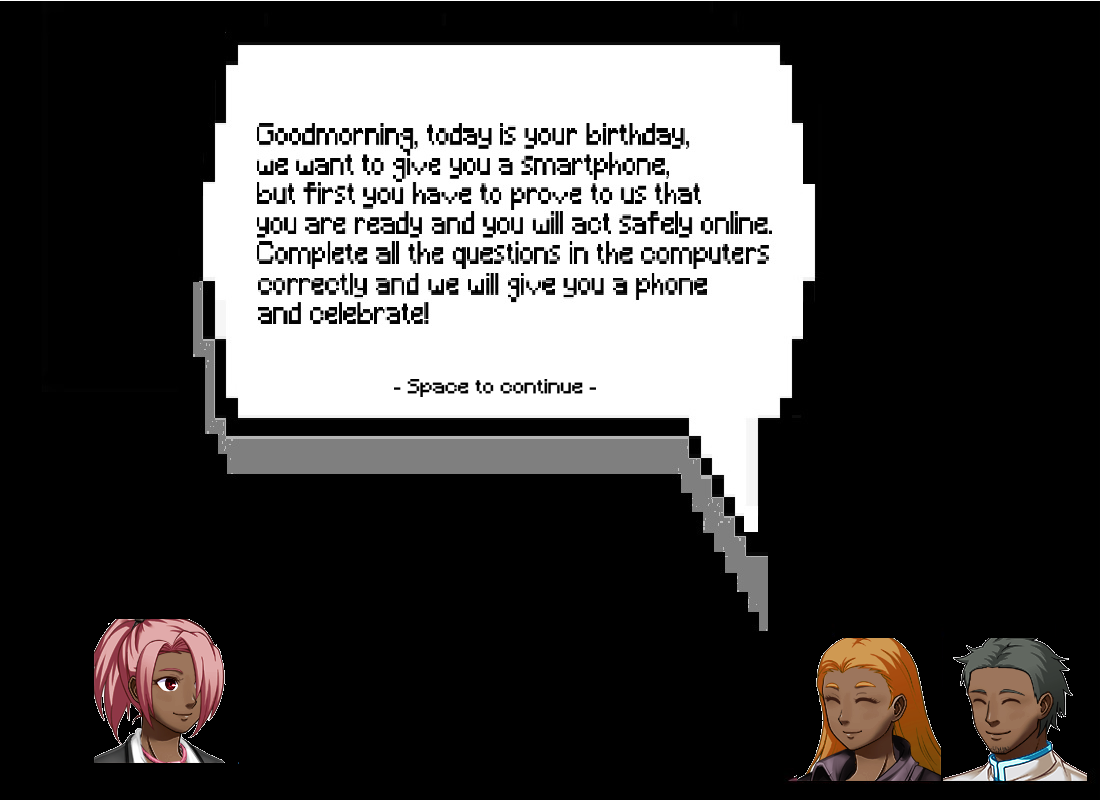 Goodmorning, today is your birthday,
we want to give you a smartphone,
but first you have to prove to us that
you are ready and you will act safely online.
Complete all the questions in the computers
correctly and we will give you a phone
and celebrate!
- Space to continue -